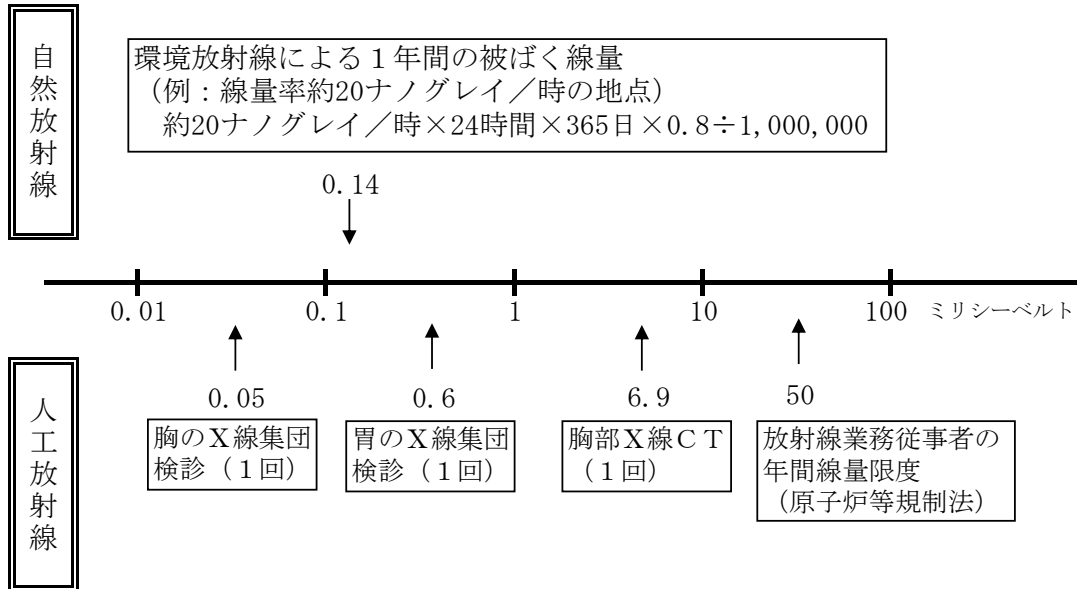 自然放射線
環境放射線による１年間の被ばく線量
（例：線量率約20ナノグレイ／時の地点）
約20ナノグレイ／時×24時間×365日×0.8÷1,000,000
0.14
0.01
0.1
1
10
100
ミリシーベルト
人工放射線
0.05
胸のＸ線集団
検診（１回）
0.6
胃のＸ線集団
検診（１回）
6.9
胸部Ｘ線ＣＴ
（１回）
50
放射線業務従事者の
年間線量限度
（原子炉等規制法）